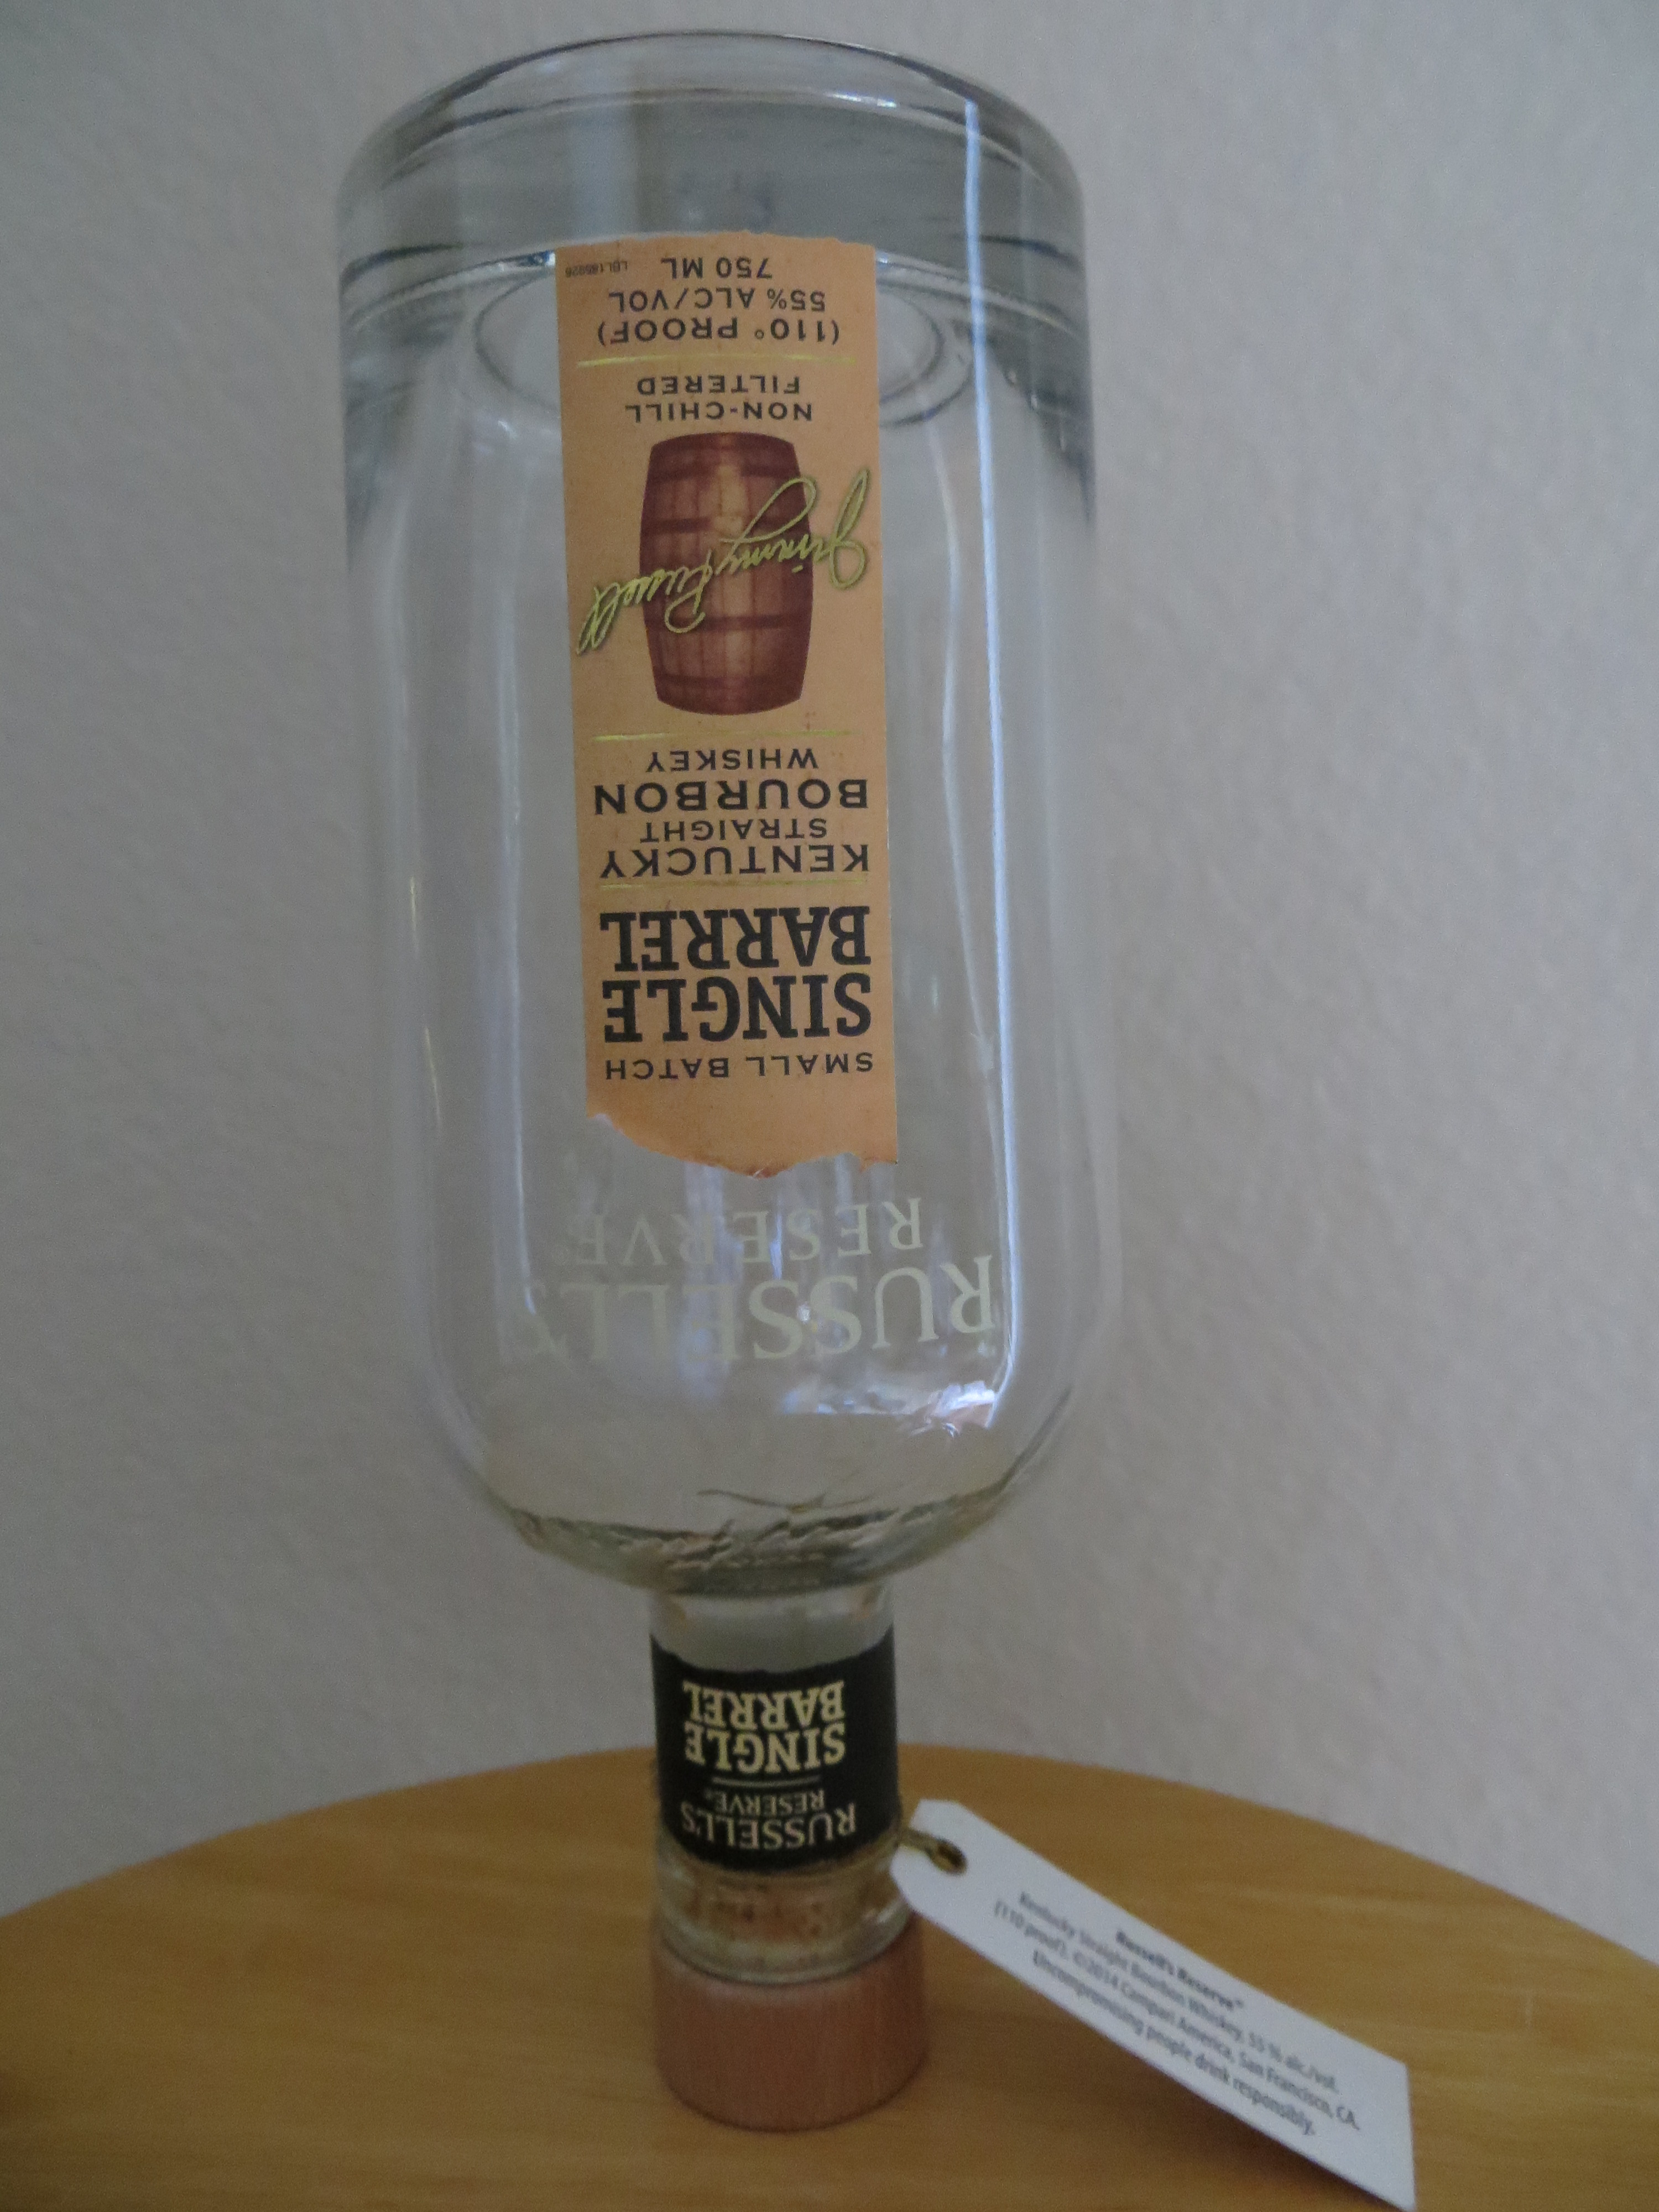 RUSSELL'S
RESERVE®
SINGLE
BARREL
RUSSELL'S
RESERVE®
SMALL BATCH
SINGLE
BARREL
KENTUCKY
STRAIGHT
BOURBON
WHISKEY
Jimmy Russell
NON-CHILL
FILTERED
(110° PROOF)
55% ALC/VOL
750 ML
Russell's Reserve®
Kentucky Straight Bourbon Whiskey, 55% alc./vol.
(110 proof). ©2014 Campari America, San Francisco, CA.
Uncompromising people drink responsibly.